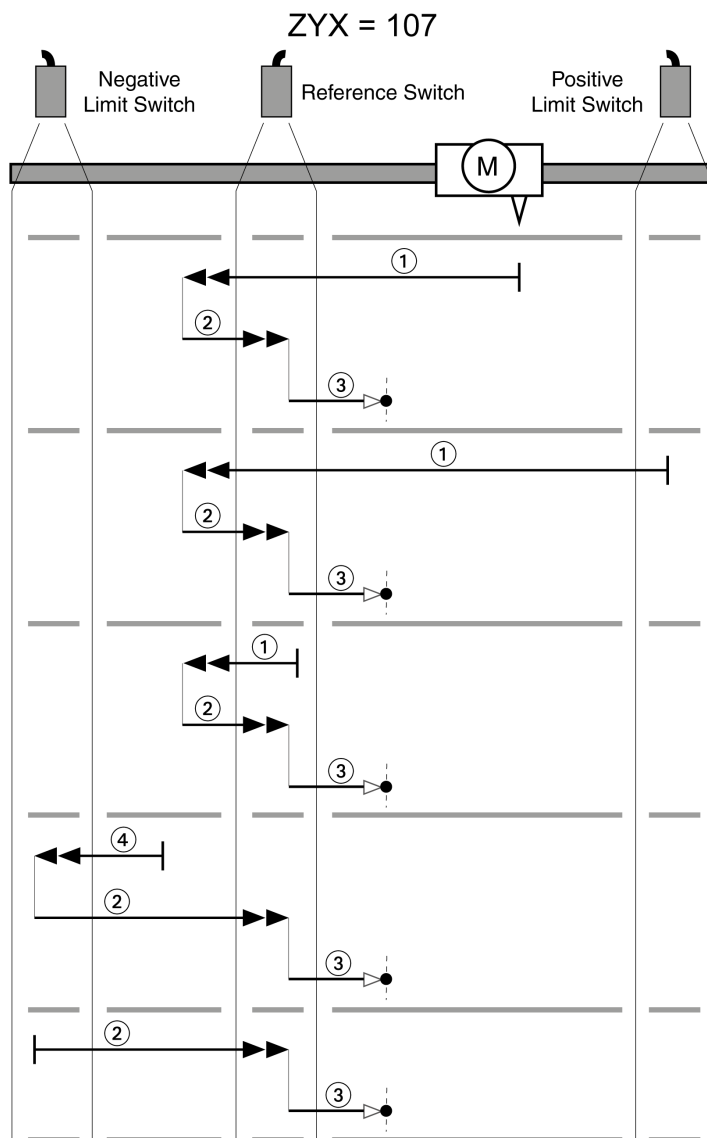 ZYX = 107
Negative
Limit Switch
Reference Switch
Positive
Limit Switch
M
1
2
3
1
2
3
1
2
3
4
2
3
2
3